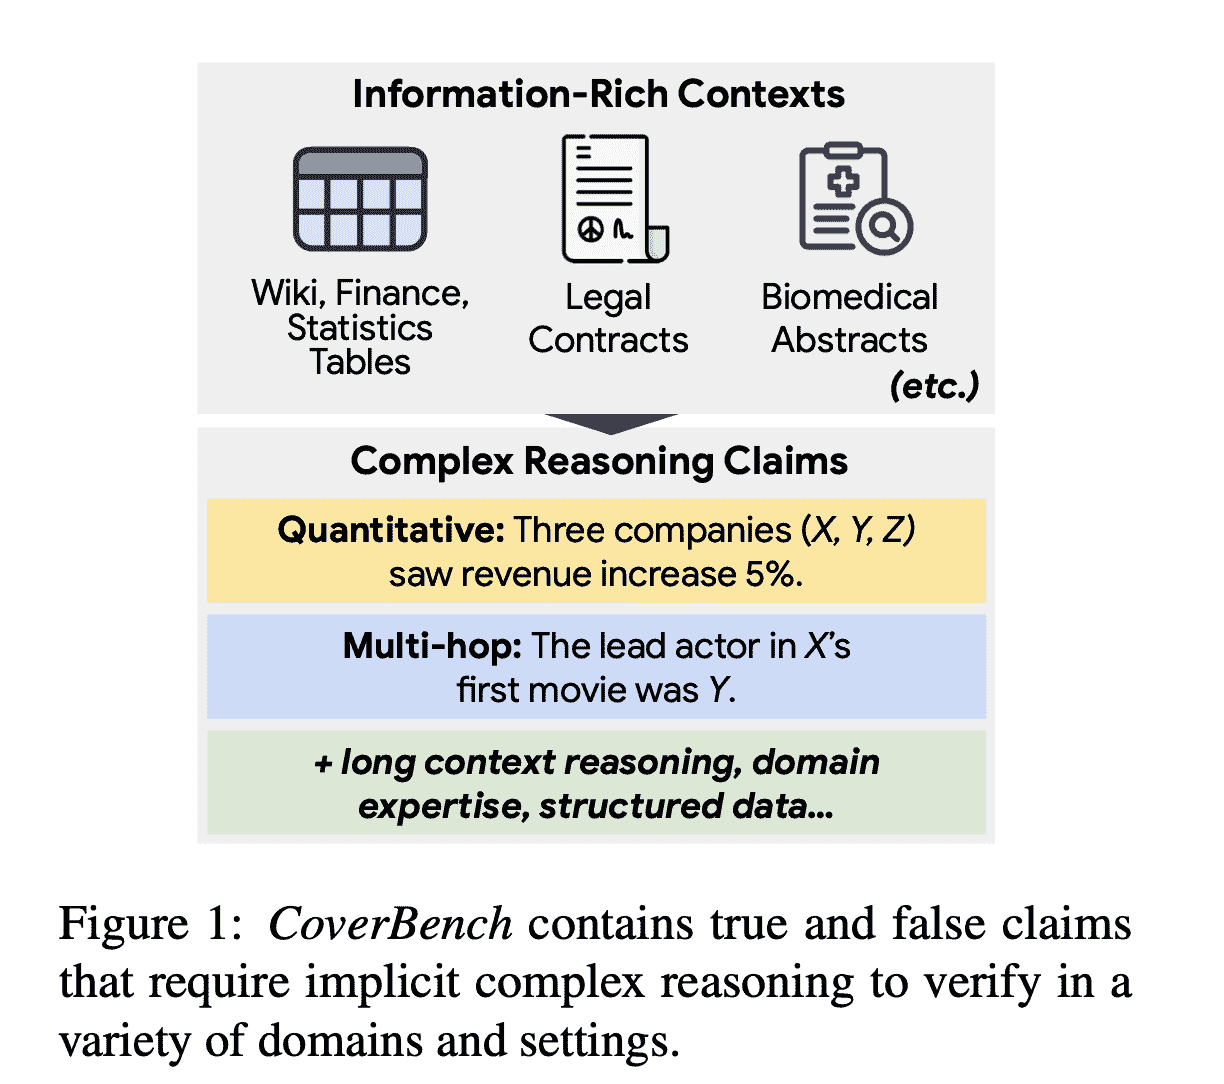 Information-Rich Contexts
Wiki, Finance,
Statistics
Tables
Legal
Contracts
Biomedical
Abstracts
(etc.)
Complex Reasoning Claims
Quantitative: Three companies (X, Y, Z)
saw revenue increase 5%.
Multi-hop: The lead actor in X’s
first movie was Y.
+ long context reasoning, domain
expertise, structured data...
Figure 1: CoverBench contains true and false claims
that require implicit complex reasoning to verify in a
variety of domains and settings.